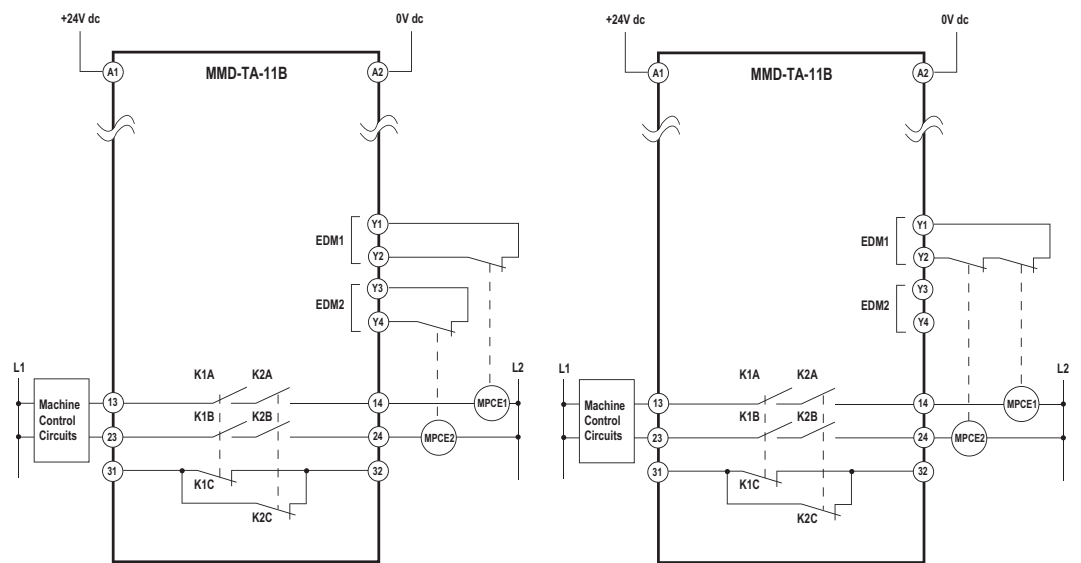 +24V dc
0V dc
A1
MMD-TA-11B
A2
Y1
EDM1
Y2
Y3
EDM2
Y4
L1
L2
K1A
K2A
Machine
Control
Circuits
13
14
MPCE1
K1B
K2B
23
24
MPCE2
31
32
K1C
K2C
+24V dc
0V dc
A1
MMD-TA-11B
A2
Y1
EDM1
Y2
Y3
EDM2
Y4
L1
L2
K1A
K2A
Machine
Control
Circuits
13
14
MPCE1
K1B
K2B
23
24
MPCE2
31
32
K1C
K2C